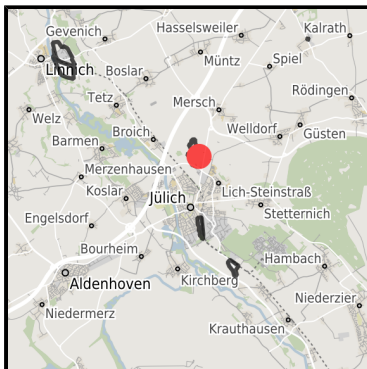 Hasselsweiler
Kalrath
Gevenich
Müntz
Spiel
Linnich
Boslar
Rödingen
Tetz
Mersch
Welz
Welldorf
Güsten
Broich
Barmen
Merzenhausen
Lich-Steinstraß
Koslar
Jülich
Stetternich
Engelsdorf
Bourheim
Hambach
Kirchberg
Aldenhoven
Niederzier
Niedermerz
Krauthausen